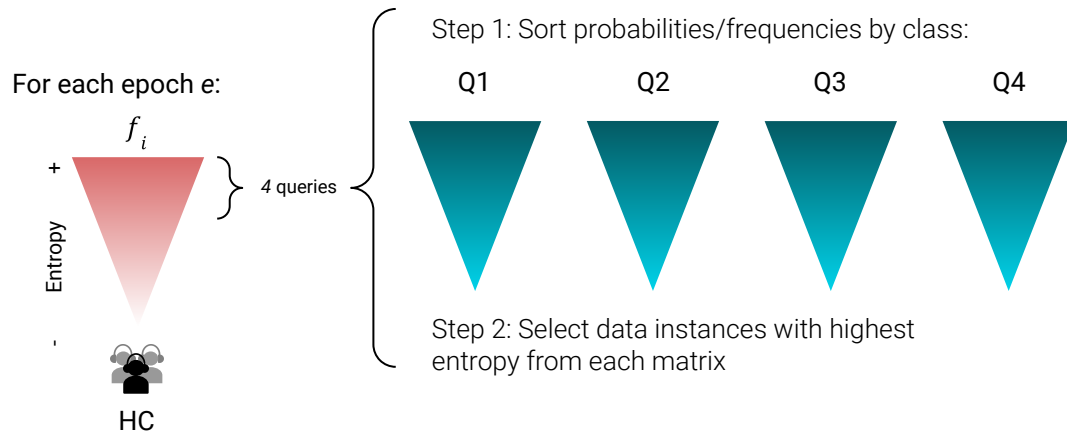 For each epoch e:
f i
+
Entropy
-
HC
4 queries
Step 1: Sort probabilities/frequencies by class:
Q1 Q2 Q3 Q4
Step 2: Select data instances with highest
entropy from each matrix